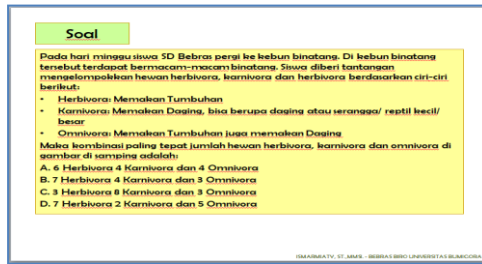 Soal
Pada hari minggu siswa SD Bebras pergi ke kebun binatang. Di kebun binatang
tersebut terdapat bermacam-macam binatang. Siswa diberi tantangan
mengelompokkan hewan herbivora, karnivora dan herbivora berdasarkan ciri-ciri
berikut:
• Herbivora: Memakan Tumbuhan
• Karnivora: Memakan Daging, bisa berupa daging atau serangga/ reptil kecil/
besar
• Omnivora: Memakan Tumbuhan juga memakan Daging
Maka kombinasi paling tepat jumlah hewan herbivora, karnivora dan omnivora di
gambar di samping adalah:
A. 6 Herbivora 4 Karnivora dan 4 Omnivora
B. 7 Herbivora 4 Karnivora dan 3 Omnivora
C. 3 Herbivora 8 Karnivora dan 3 Omnivora
D. 7 Herbivora 2 Karnivora dan 5 Omnivora
ISMARMIATY, ST.,MMSI - BEBRAS BIRO UNIVERSITAS BUMIGORA